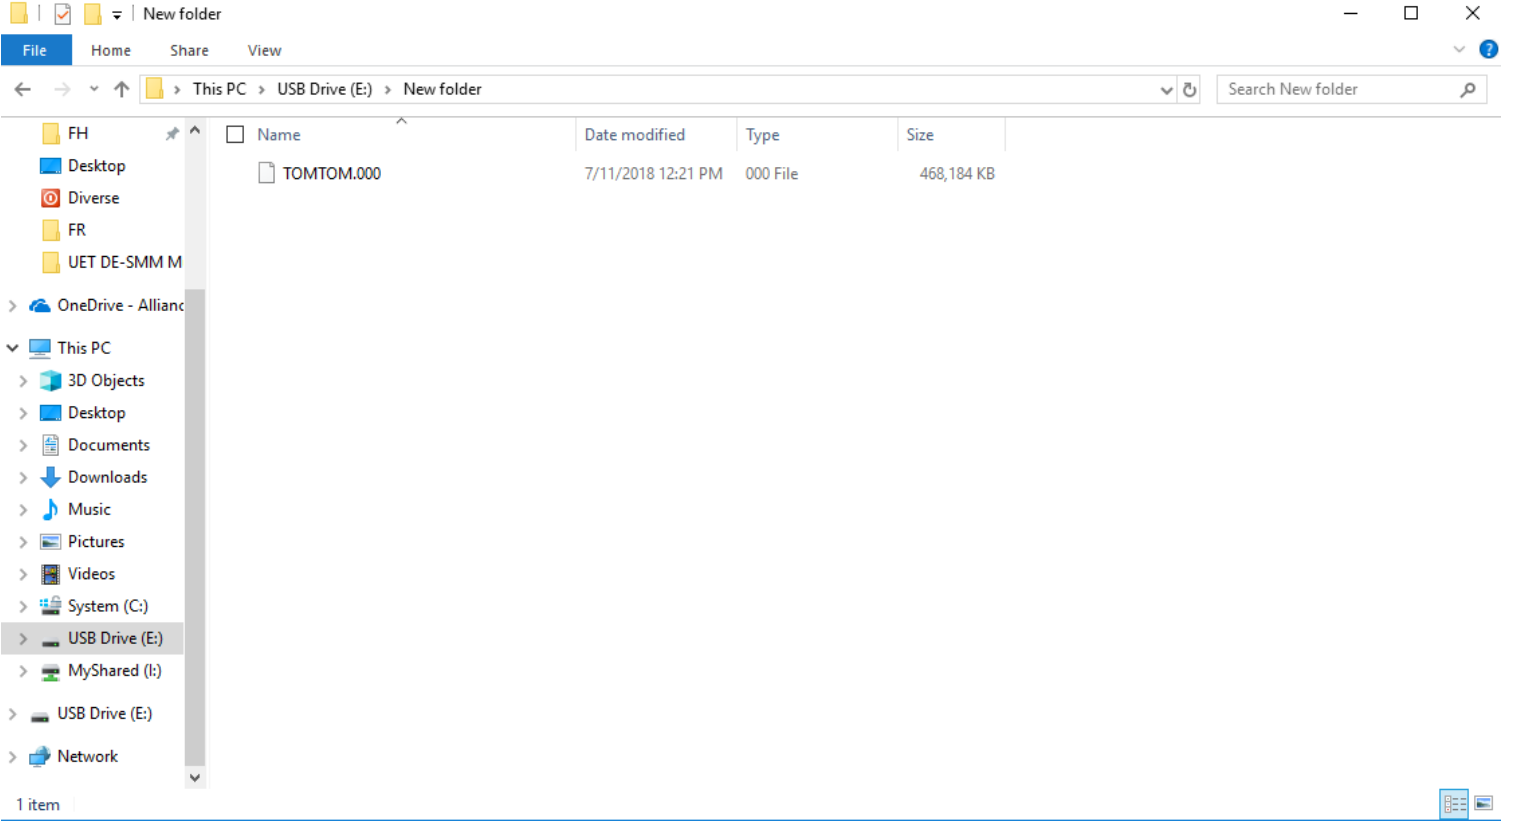 New folder
File Home Share View
This PC > USB Drive (E:) > New folder
Search New folder
FH
Desktop
Diverse
FR
UET DE-SMM M
OneDrive - Allianc
This PC
3D Objects
Desktop
Documents
Downloads
Music
Pictures
Videos
System (C:)
USB Drive (E:)
MyShared (I:)
USB Drive (E:)
Network
Name Date modified Type Size
TOMTOM.000 7/11/2018 12:21 PM 000 File 468,184 KB
1 item